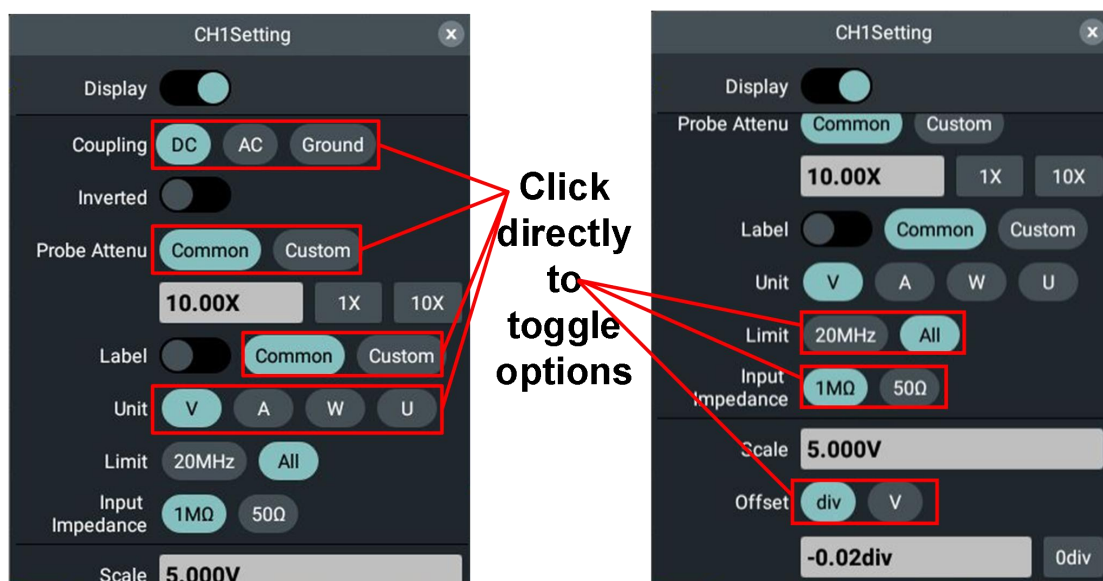 CH1Setting
x
Display
Coupling DC AC Ground
Inverted
Probe Attenu Common Custom
10.00X 1X 10X
Label Common Custom
Unit V A W U
Limit 20MHz All
Input
Impedance 1MΩ 50Ω
Scale 5.000V
Click
directly
to
toggle
options
CH1Setting
x
Display
Probe Attenu Common Custom
10.00X 1X 10X
Label Common Custom
Unit V A W U
Limit 20MHz All
Input
Impedance 1MΩ 50Ω
Scale 5.000V
Offset div V
-0.02div 0div